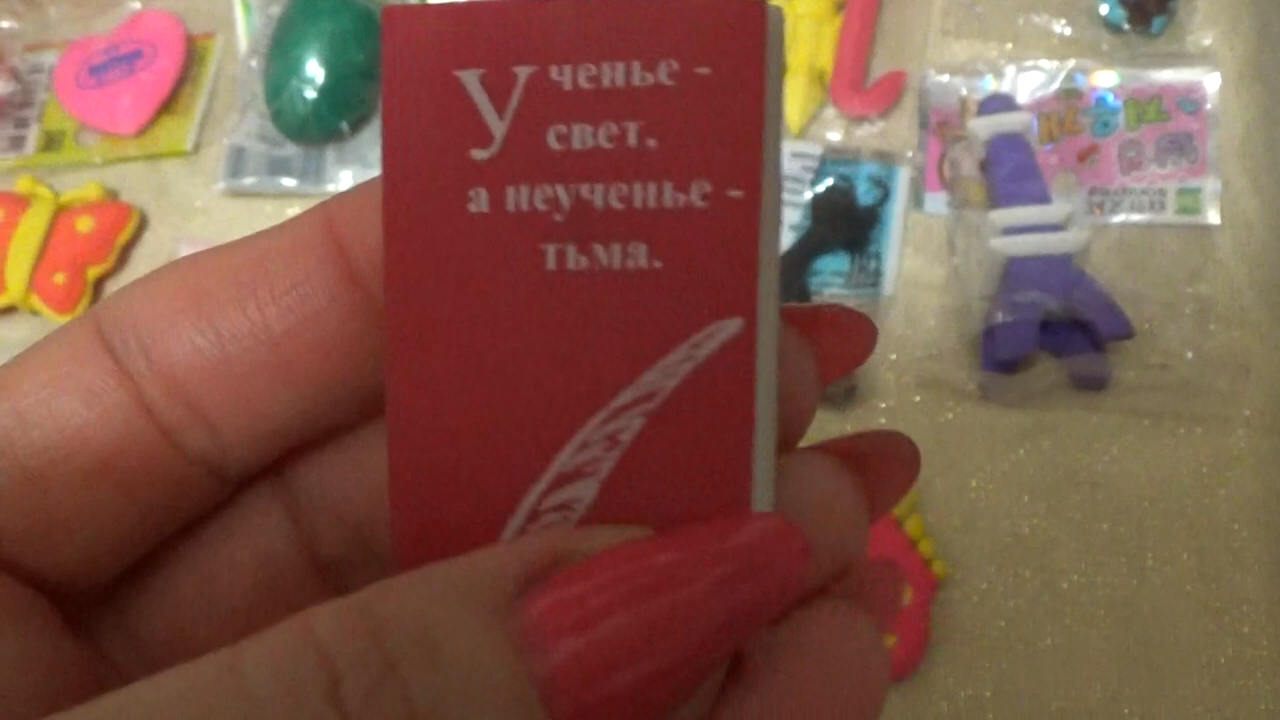 Ученье -
свет.
а неученье -
тьма.